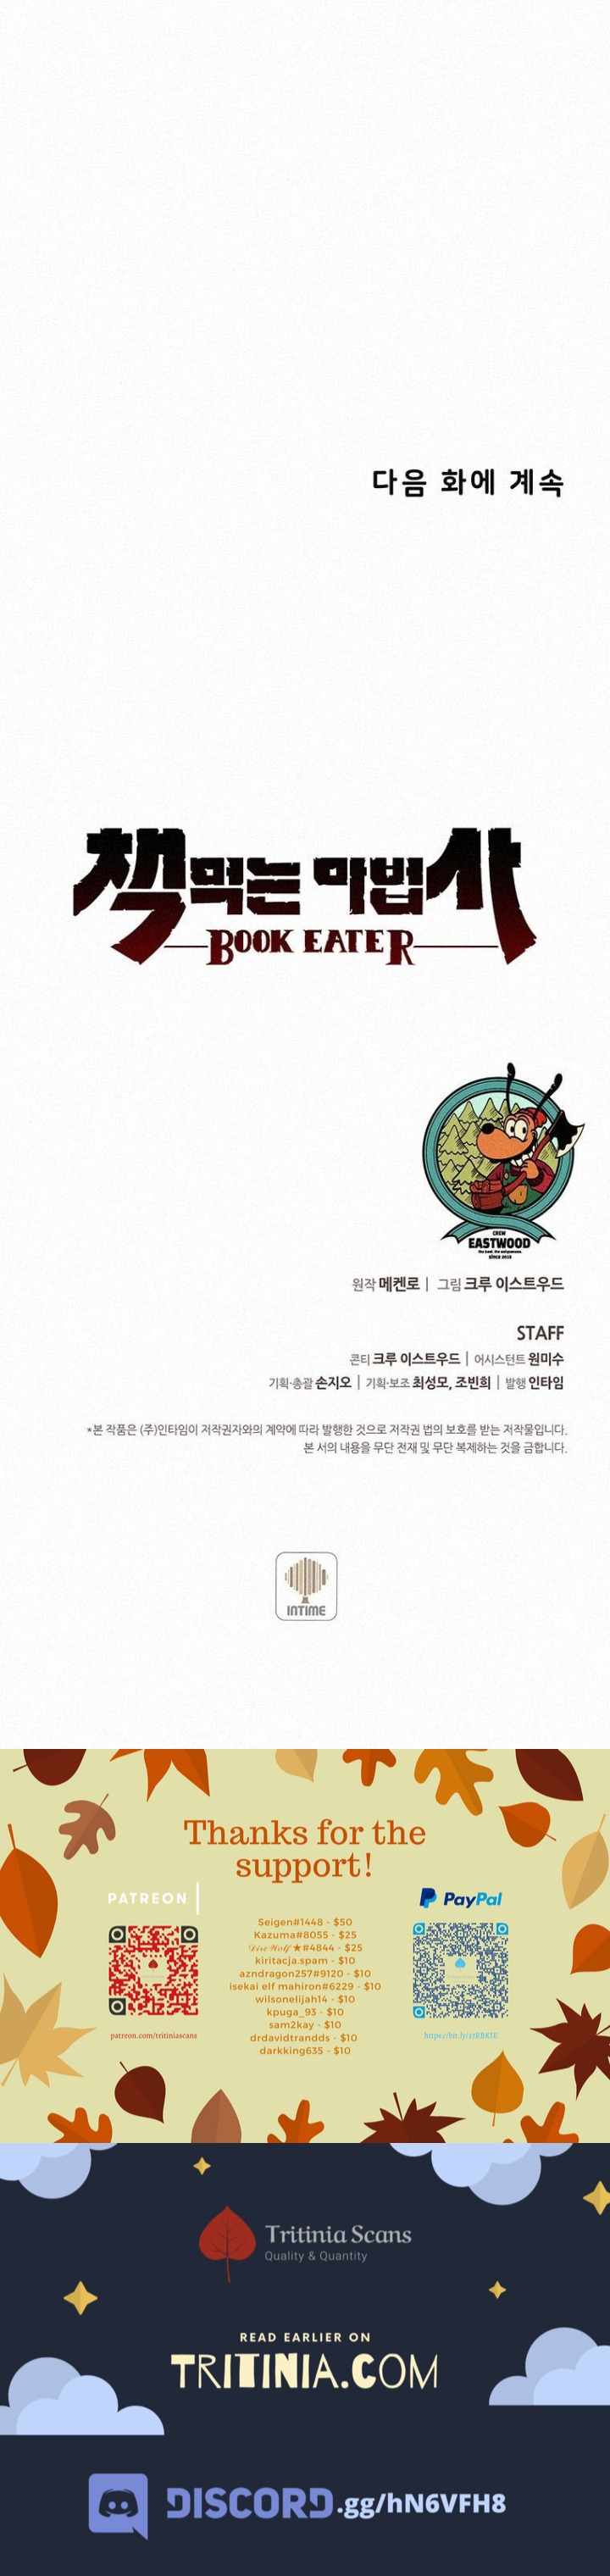 다음 화에 계속
책먹는 마법사
BOOK EATER
CREW
EASTWOOD
SINCE 2018
원작 메켄로 | 그림 크루 이스트우드
STAFF
콘티 크루 이스트우드 | 어시스턴트 원미수
기획·총괄 손지오 | 기획·보조 최성모, 조빈희 | 발행 인타임
*본 작품은 (주)인타임이 저작권자와의 계약에 따라 발행한 것으로 저작권 법의 보호를 받는 저작물입니다.
본 서의 내용을 무단 전재 및 무단 복제하는 것을 금합니다.
INTIME
Thanks for the
support!
PATREON
PayPal
Seigen#1448 - $50
Kazuma#8055 - $25
𝒟𝒾𝓇𝑒𝒲𝑜𝓁𝒻 ★#4844 - $25
kiritacja.spam - $10
azndragon257#9120 - $10
isekai elf mahiron#6229 - $10
wilsonelijah14 - $10
kpuga_93 - $10
sam2kay - $10
drdavidtrandds - $10
darkking635 - $10
patreon.com/tritiniascans
Tritinia Scans
Quality & Quantity
READ EARLIER ON
TRITINIA.COM
DISCORD.gg/hN6VFH8